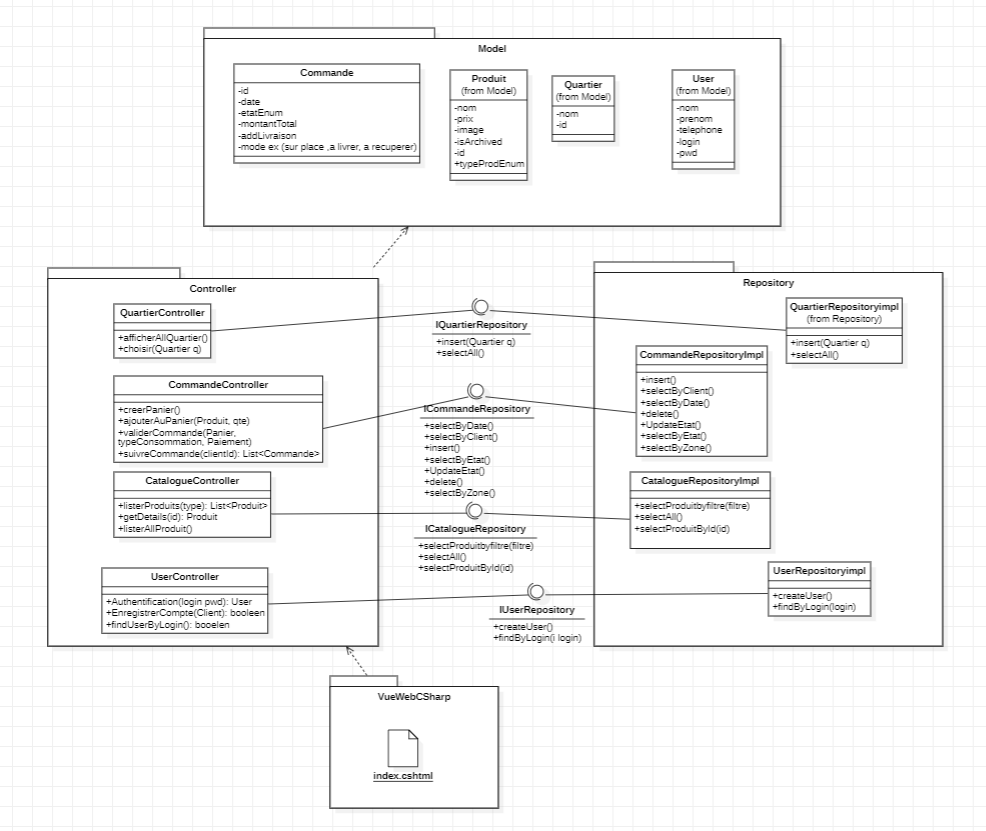 Model
Commande
-id
-date
-etatEnum
-montantTotal
-addLivraison
-mode ex (sur place ,a livrer, a recuperer)
Produit
(from Model)
-nom
-prix
-image
-isArchived
-id
+typeProdEnum
Quartier
(from Model)
-nom
-id
User
(from Model)
-nom
-prenom
-telephone
-login
-pwd
Controller
QuartierController
+afficherAllQuartier()
+choisir(Quartier q)
CommandeController
+creerPanier()
+ajouterAuPanier(Produit, qte)
+validerCommande(Panier,
typeConsommation, Paiement)
+suivreCommande(clientId): List<Commande>
CatalogueController
+listerProduits(type): List<Produit>
+getDetails(id): Produit
+listerAllProduit()
UserController
+Authentification(login pwd): User
+EnregistrerCompte(Client): booleen
+findUserByLogin(): booelen
IQuartierRepository
+insert(Quartier q)
+selectAll()
ICommandeRepository
+selectByDate()
+selectByClient()
+insert()
+selectByEtat()
+UpdateEtat()
+delete()
+selectByZone()
ICatalogueRepository
+selectProduitbyfiltre(filtre)
+selectAll()
+selectProduitById(id)
IUserRepository
+createUser()
+findByLogin(i login)
Repository
QuartierRepositoryimpl
(from Repository)
+insert(Quartier q)
+selectAll()
CommandeRepositoryImpl
+insert()
+selectByClient()
+selectByDate()
+delete()
+UpdateEtat()
+selectByEtat()
+selectByZone()
CatalogueRepositoryImpl
+selectProduitbyfiltre(filtre)
+selectAll()
+selectProduitById(id)
UserRepositoryimpl
+createUser()
+findByLogin(login)
VueWebCSharp
index.cshtml